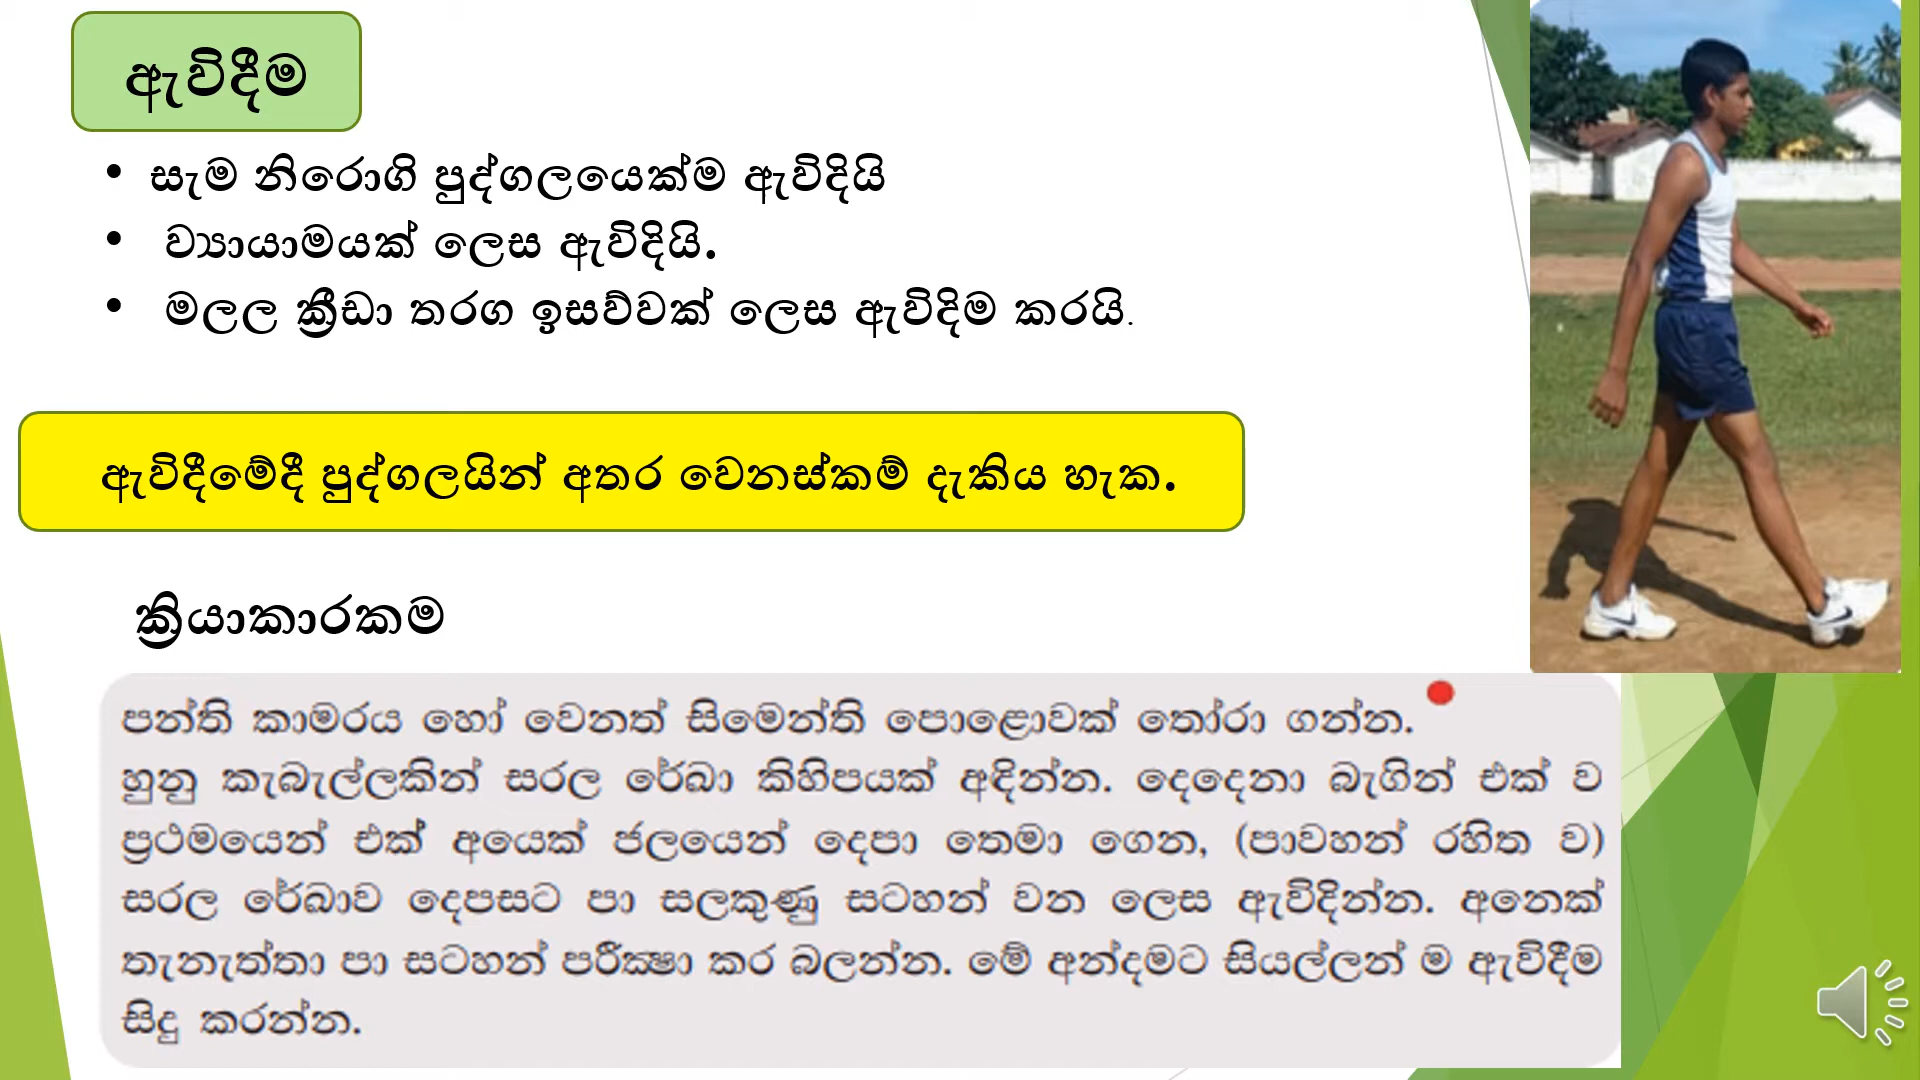 ඇවිදීම
• සැම නිරොගි පුද්ගලයෙක්ම ඇවිදියි
• ව්‍යායාමයක් ලෙස ඇවිදියි.
• මලල ක්‍රීඩා තරග ඉසව්වක් ලෙස ඇවිදිම කරයි.
ඇවිදීමේදී පුද්ගලයින් අතර වෙනස්කම් දැකිය හැක.
ක්‍රියාකාරකම
පන්ති කාමරය හෝ වෙනත් සිමෙන්ති පොළොවක් තෝරා ගන්න.
හුනු කැබැල්ලකින් සරල රේඛා කිහිපයක් අඳින්න. දෙදෙනා බැගින් එක් ව
ප්‍රථමයෙන් එක් අයෙක් ජලයෙන් දෙපා තෙමා ගෙන, (පාවහන් රහිත ව)
සරල රේඛාව දෙපසට පා සලකුණු සටහන් වන ලෙස ඇවිදින්න. අනෙක්
තැනැත්තා පා සටහන් පරීක්‍ෂා කර බලන්න. මේ අන්දමට සියල්ලන් ම ඇවිදීම
සිදු කරන්න.